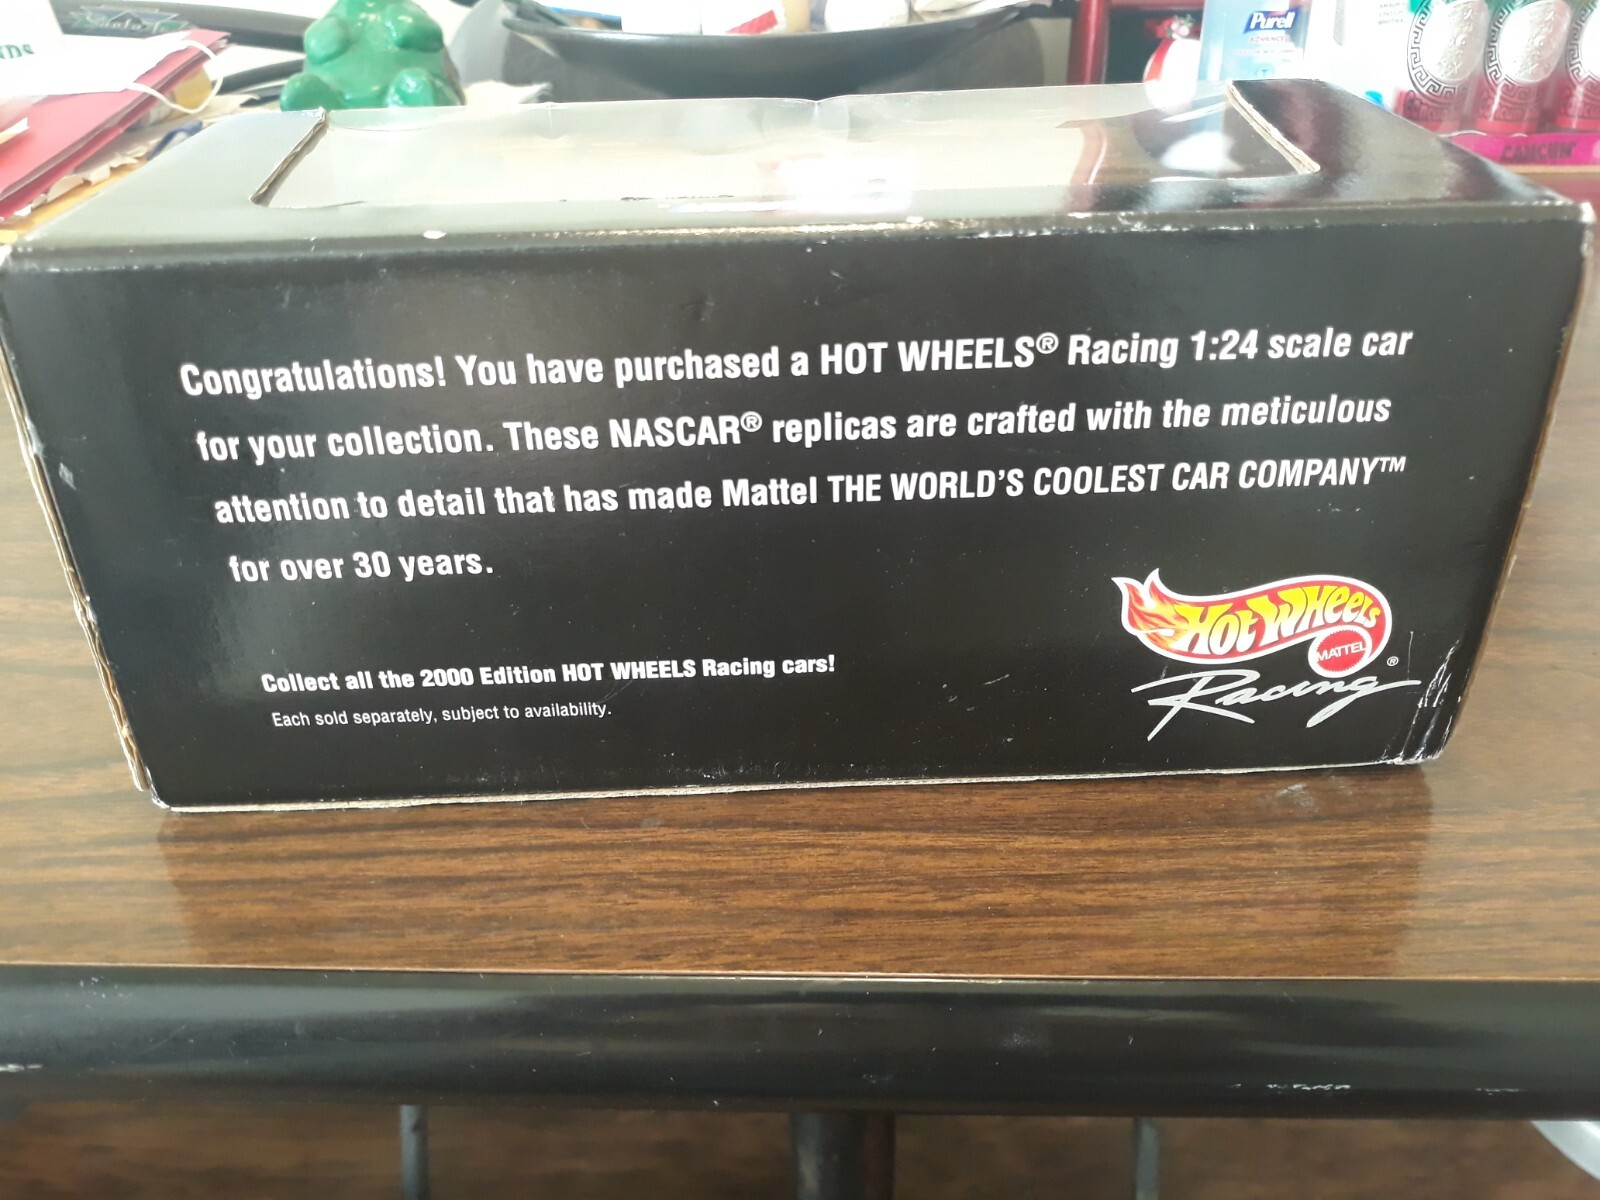 NDS
Purell
ADVANCED
CANCUN
Congratulations! You have purchased a HOT WHEELS® Racing 1:24 scale car
for your collection. These NASCAR® replicas are crafted with the meticulous
attention to detail that has made Mattel THE WORLD'S COOLEST CAR COMPANY™
for over 30 years.
Collect all the 2000 Edition HOT WHEELS Racing cars!
Each sold separately, subject to availability.
Hot Wheels
MATTEL
®
Racing